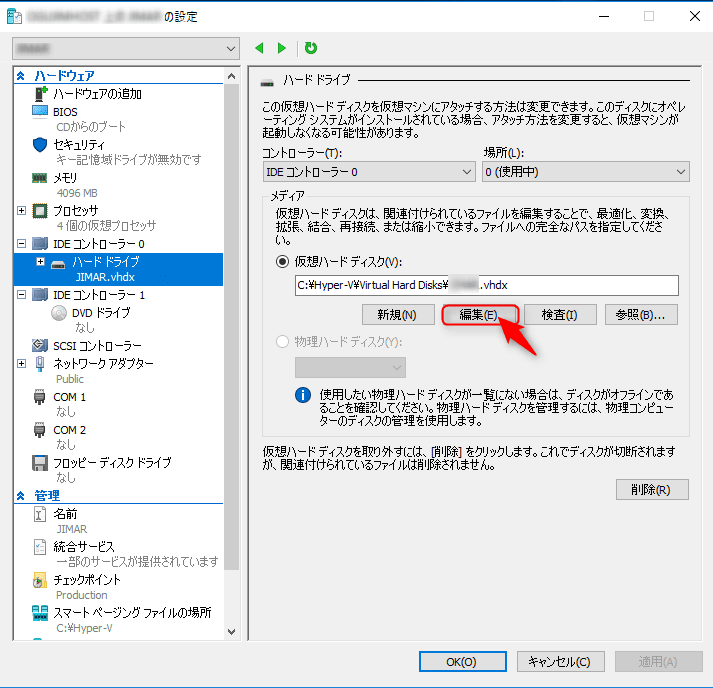 の設定
ハードウェア
ハードウェアの追加
BIOS
CDからのブート
セキュリティ
キー記憶域ドライブが無効です
メモリ
4096 MB
プロセッサ
4 個の仮想プロセッサ
IDE コントローラー 0
ハード ドライブ
JIMAR.vhdx
IDE コントローラー 1
DVD ドライブ
なし
SCSI コントローラー
ネットワーク アダプター
Public
COM 1
なし
COM 2
なし
フロッピー ディスク ドライブ
なし
管理
名前
JIMAR
統合サービス
一部のサービスが提供されています
チェックポイント
Production
スマート ページング ファイルの場所
C:¥Hyper-V
ハード ドライブ
この仮想ハード ディスクを仮想マシンにアタッチする方法は変更できます。このディスクにオペレ
ーティング システムがインストールされている場合、アタッチ方法を変更すると、仮想マシンが
起動しなくなる可能性があります。
コントローラー(T): 場所(L):
IDE コントローラー 0 0 (使用中)
メディア
仮想ハード ディスクは、関連付けられているファイルを編集することで、最適化、変換、
拡張、結合、再接続、または縮小できます。ファイルへの完全なパスを指定してくださ
い。
仮想ハード ディスク(V):
C:¥Hyper-V¥Virtual Hard Disks¥ .vhdx
新規(N) 編集(E) 検査(I) 参照(B)...
物理ハード ディスク(Y):
使用したい物理ハード ディスクが一覧にない場合は、ディスクがオフラインであ
ることを確認してください。物理ハード ディスクを管理するには、物理コンピュー
ターのディスクの管理を使用します。
仮想ハード ディスクを取り外すには、[削除] をクリックします。これでディスクが切断されます
が、関連付けられているファイルは削除されません。
削除(R)
OK(O) キャンセル(C) 適用(A)